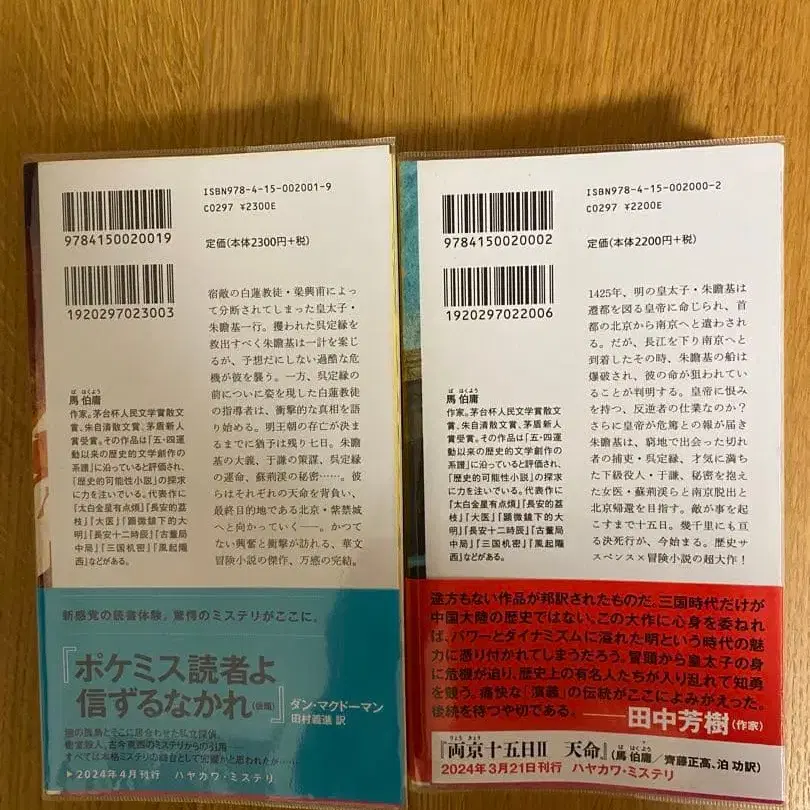 ISBN978-4-15-002001-9
C0297 ¥2300E
9784150020019
定価(本体2300円+税)
1920297023003
宿敵の白蓮教徒・梁興甫によっ
て分断されてしまった皇太子・
朱瞻基一行。攫われた呉定縁を
救出すべく朱瞻基は一計を案じ
るが、予想だにしない過酷な危
機が彼を襲う。一方、呉定縁の
前についに姿を現した白蓮教徒
の指導者は、衝撃的な真相を語
り始める。明王朝の存亡が決
まるまでに猶予は残り七日。朱瞻
基の大義、于謙の策謀、呉定縁
の運命、蘇荊渓の秘密……。彼
らはそれぞれの天命を背負い、
最終目的地である北京・紫禁城
へと向かっていく――。かつてな
い興奮と衝撃が訪れる、華文
冒険小説の傑作、万感の完結。
ば はくよう
馬 伯庸
作家。茅台杯人民文学賞散文
賞、朱自清散文賞、茅盾新人
賞受賞。その作品は「五・四運
動以来の歴史的文学創作の
系譜」に沿っていると評価され、
「歴史的可能性小説」の探求
に力を注いでいる。代表作に
『太白金星有点煩』『長安的荔
枝』『大医』『顕微鏡下的大
明』『長安十二時辰』『古董局
中局』『三国机密』『風起隴
西』などがある。
新感覚の読書体験。驚愕のミステリがここに。
『ポケミス読者よ
信ずるなかれ(仮題)』
ダン・マクドーマン
田村義進 訳
▶2024年4月刊行 ハヤカワ・ミステリ
ISBN978-4-15-002000-2
C0297 ¥2200E
9784150020002
定価(本体2200円+税)
1920297022006
1425年、明の皇太子・朱瞻基は
遷都を図る皇帝に命じられ、首
都の北京から南京へと遣わされ
る。だが、長江を下り南京へと
到着したその時、朱瞻基の船は
爆破され、彼の命が狙われてい
ることが判明する。皇帝に恨み
を持つ、反逆者の仕業なのか?
さらに皇帝が危篤との報が届き
朱瞻基は、窮地で出会った切れ
者の捕吏・呉定縁、才気に満ち
た下級役人・于謙、秘密を抱え
た女医・蘇荊渓らと南京脱出と
北京帰還を目指す。敵が事を起
こすまで十五日。幾千里にも亘
る決死行が、今始まる。歴史サ
スペンス×冒険小説の超大作!
ば はくよう
馬 伯庸
作家。茅台杯人民文学賞散文
賞、朱自清散文賞、茅盾新人
賞受賞。その作品は「五・四運
動以来の歴史的文学創作の
系譜」に沿っていると評価され、
「歴史的可能性小説」の探求
に力を注いでいる。代表作に
『太白金星有点煩』『長安的荔
枝』『大医』『顕微鏡下的大
明』『長安十二時辰』『古董局
中局』『三国机密』『風起隴
西』などがある。
途方もない作品が邦訳されたものだ。三国時代だけが
中国大陸の歴史ではない。この大作に心身を委ねれ
ば、パワーとダイナミズムに溢れた明という時代の魅
力に憑り付かれてしまうだろう。冒頭から皇太子の身
に危機が迫り、歴史上の有名人たちが入り乱れて知勇
を競う。痛快な「演義」の伝統がここによみがえった。
後続を待つや切である。
――田中芳樹(作家)
りょう きょう
『両京十五日II 天命』(馬 伯庸/齊藤正高、泊 功訳)
ば はくよう
2024年3月21日刊行 ハヤカワ・ミステリ